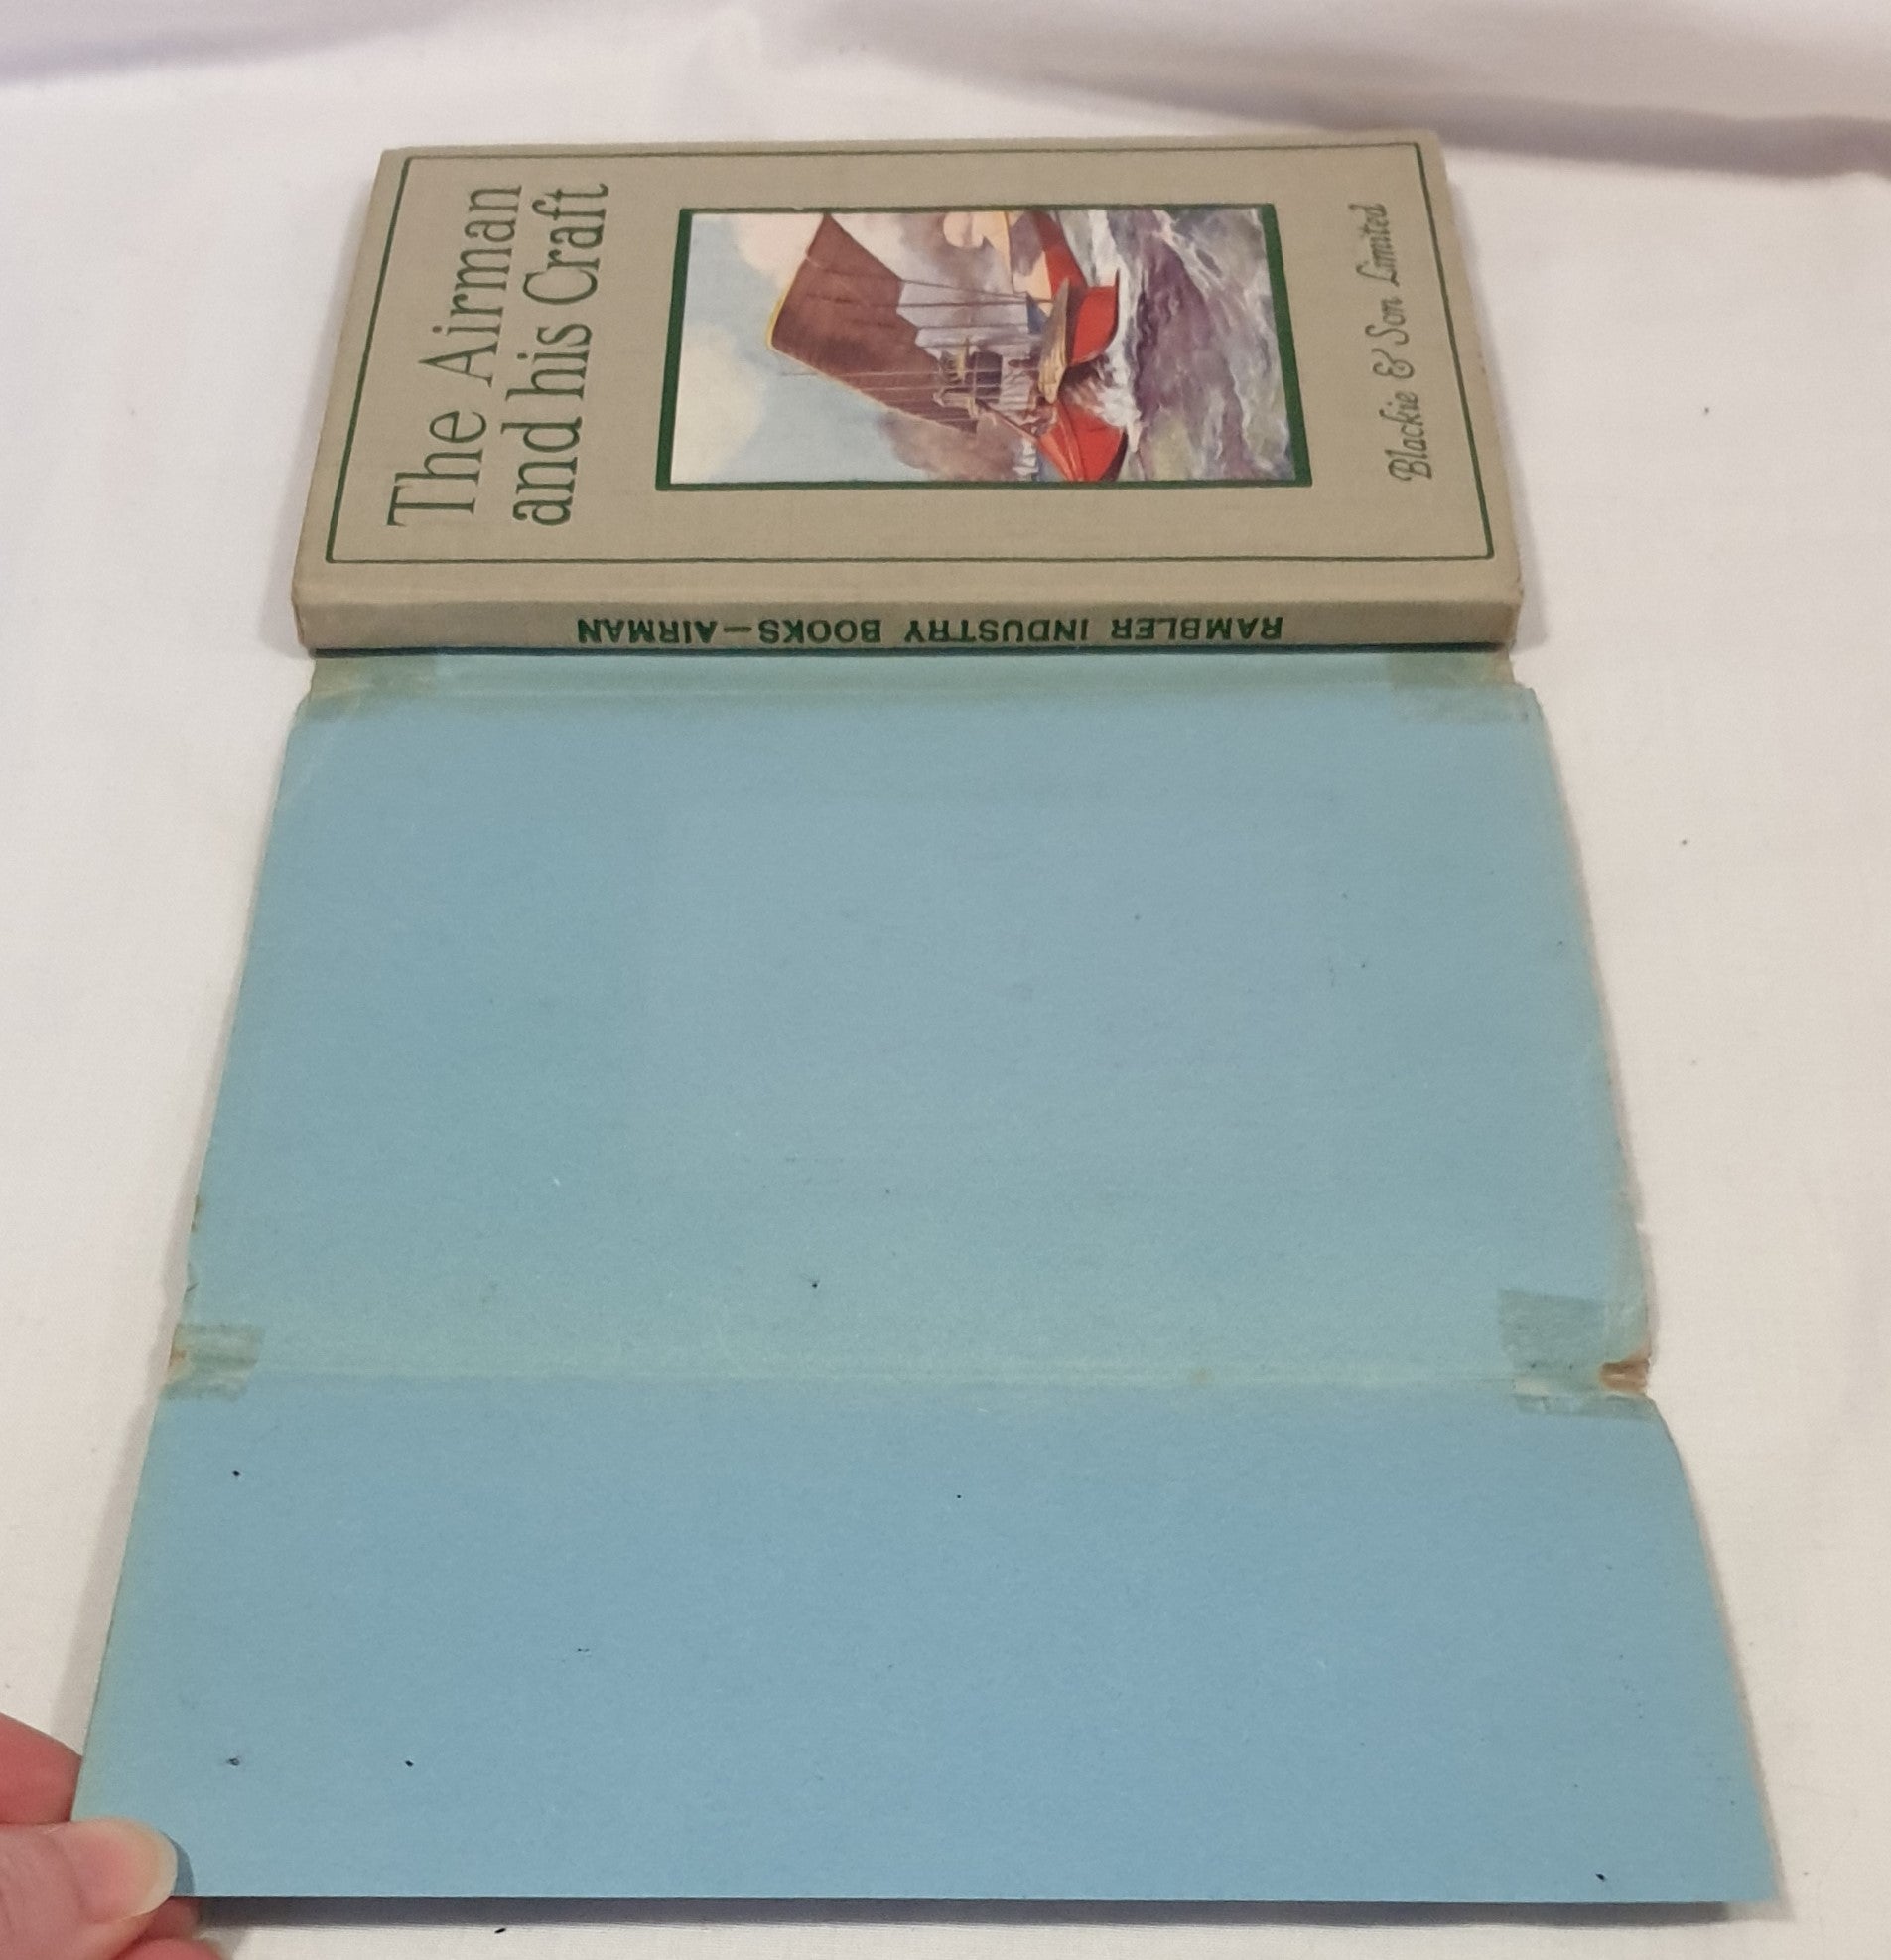 The Airman
and his Craft
Blackie & Son Limited
RAMBLER INDUSTRY BOOKS—AIRMAN